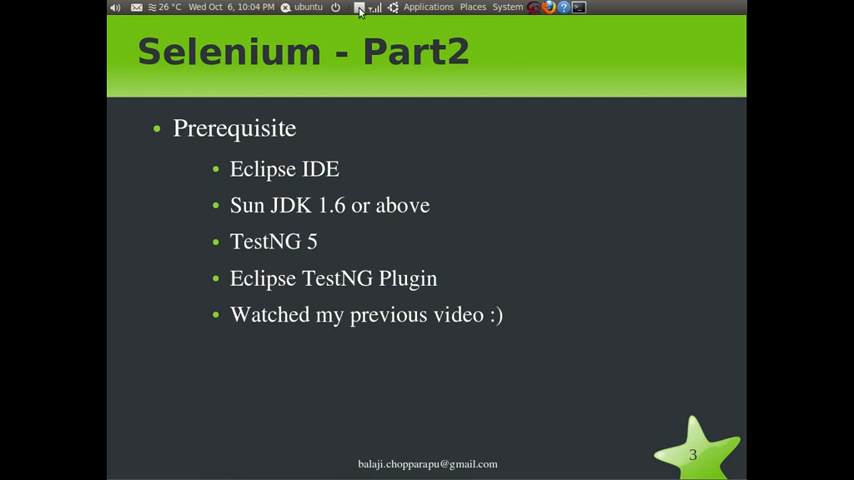 26 °C Wed Oct 6, 10:04 PM ubuntu Applications Places System
Selenium - Part2
Prerequisite
Eclipse IDE
Sun JDK 1.6 or above
TestNG 5
Eclipse TestNG Plugin
Watched my previous video :)
3
balaji.chopparapu@gmail.com